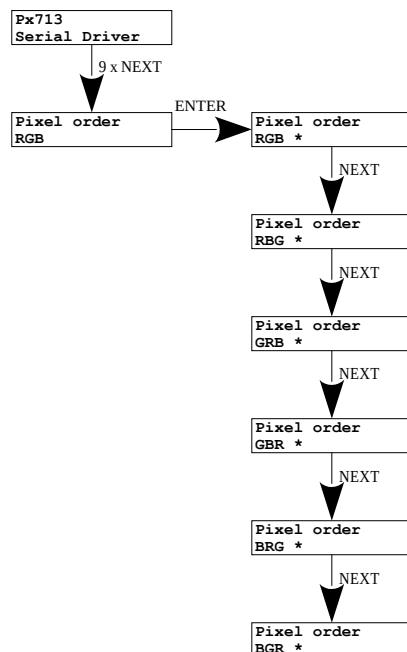 Px713
Serial Driver
9 x NEXT
Pixel order
RGB
ENTER
Pixel order
RGB *
NEXT
Pixel order
RBG *
NEXT
Pixel order
GRB *
NEXT
Pixel order
GBR *
NEXT
Pixel order
BRG *
NEXT
Pixel order
BGR *